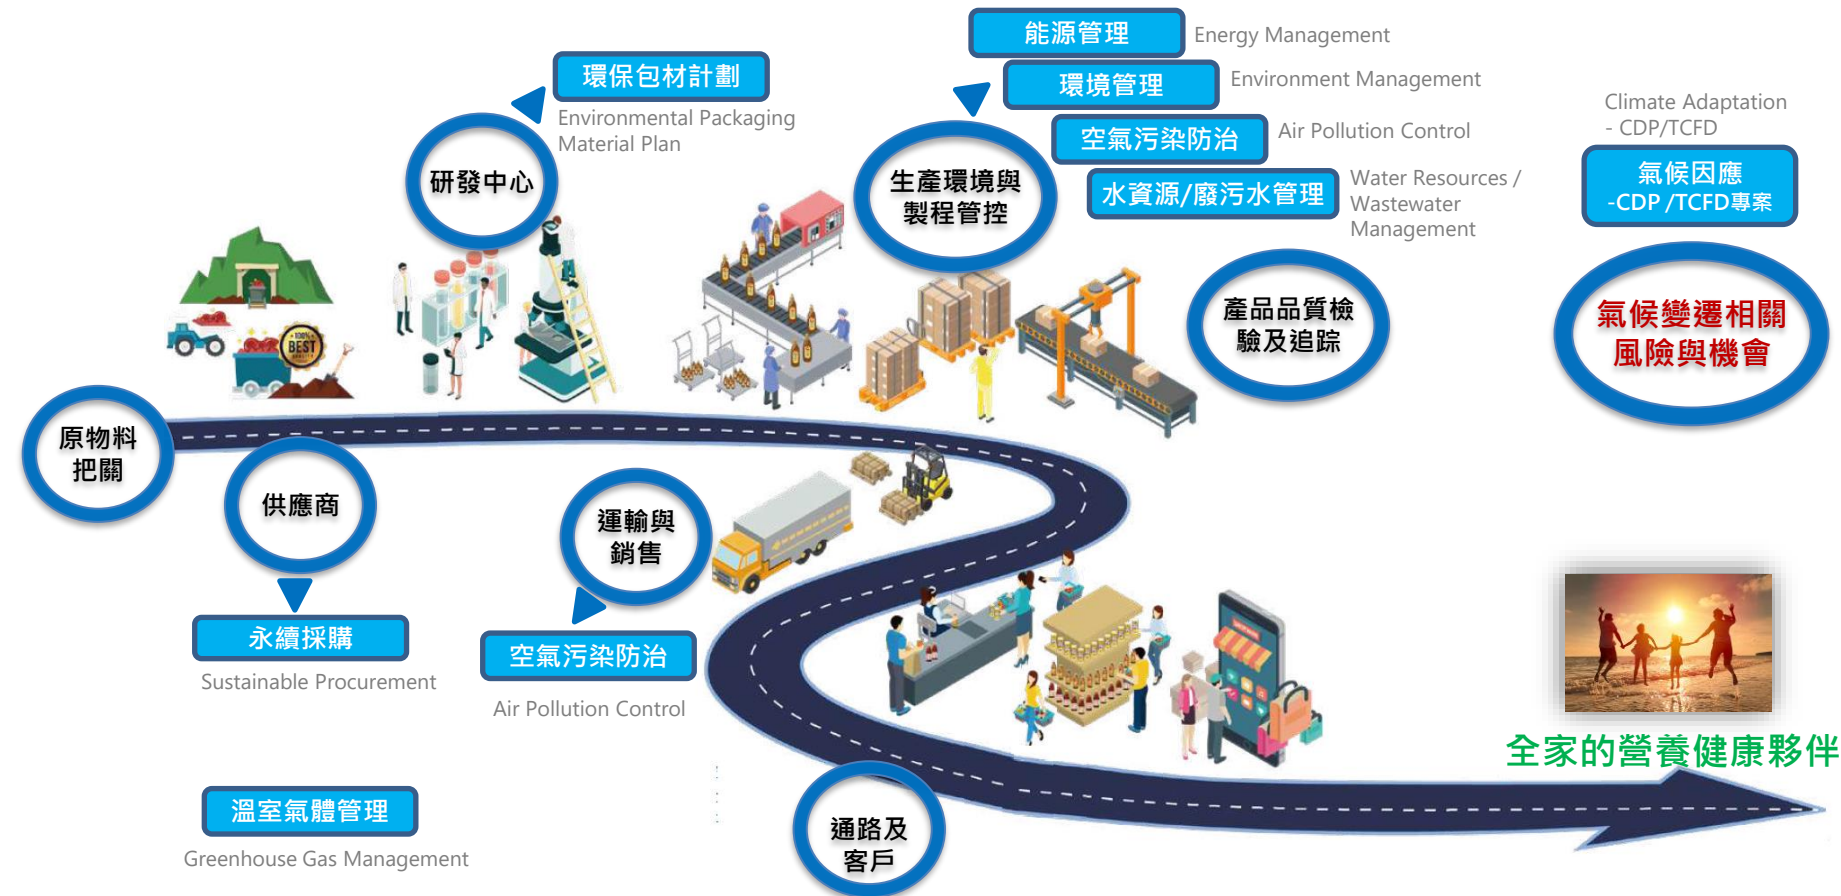 能源管理
Energy Management
環保包材計劃
Environmental Packaging
Material Plan
環境管理
Environment Management
空氣污染防治
Air Pollution Control
水資源/廢污水管理
Water Resources /
Wastewater
Management
Climate Adaptation
- CDP/TCFD
氣候因應
-CDP /TCFD專案
研發中心
生產環境與
製程管控
產品品質檢
驗及追踪
氣候變遷相關
風險與機會
100%
BEST
原物料
把關
供應商
運輸與
銷售
永續採購
Sustainable Procurement
空氣污染防治
Air Pollution Control
全家的營養健康夥伴
溫室氣體管理
Greenhouse Gas Management
通路及
客戶